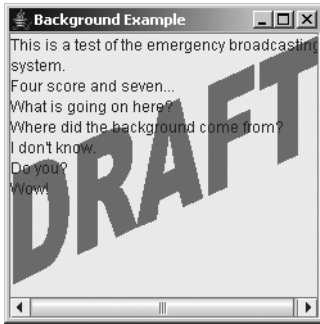 Background Example
This is a test of the emergency broadcasting
system.
Four score and seven...
What is going on here?
Where did the background come from?
I don't know.
Do you?
Wow!
DRAFT